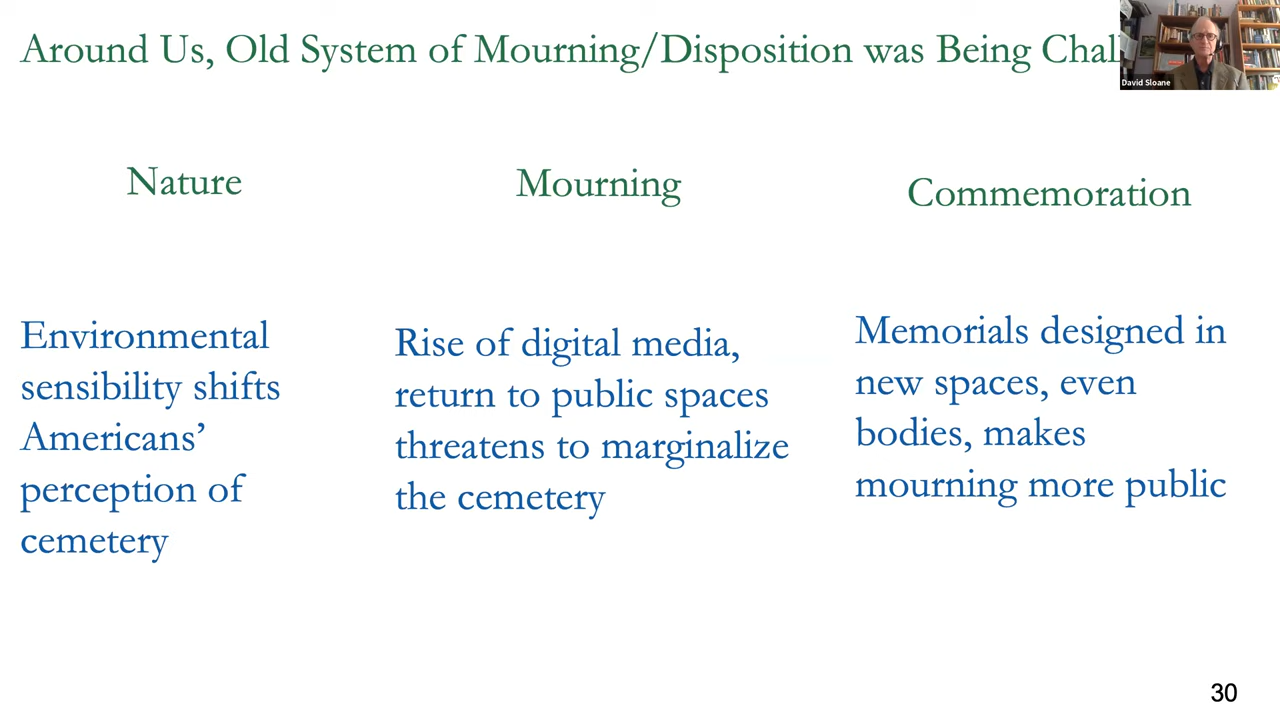 Around Us, Old System of Mourning/Disposition was Being
David Sloane
Nature
Mourning
Commemoration
Environmental
sensibility shifts
Americans’
perception of
cemetery
Rise of digital media,
return to public spaces
threatens to marginalize
the cemetery
Memorials designed in
new spaces, even
bodies, makes
mourning more public
30